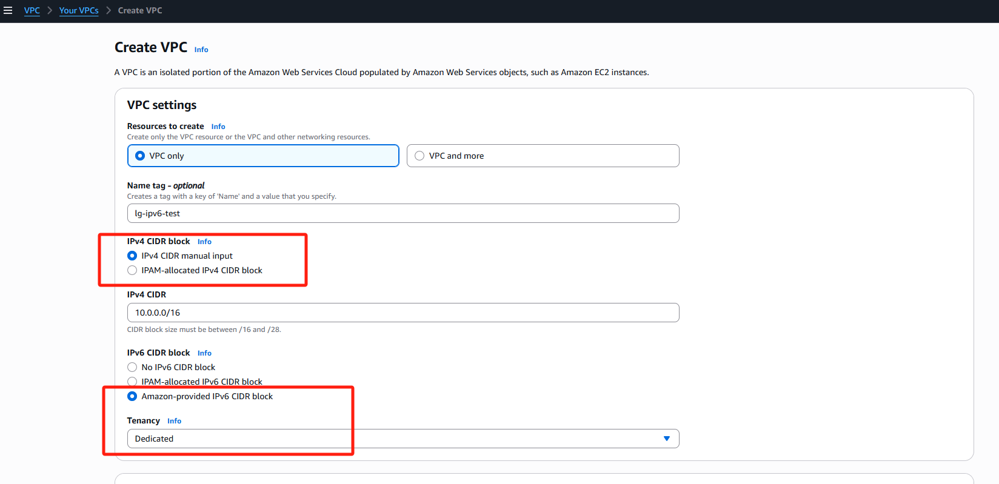 VPC > Your VPCs > Create VPC
Create VPC Info
A VPC is an isolated portion of the Amazon Web Services Cloud populated by Amazon Web Services objects, such as Amazon EC2 instances.
VPC settings
Resources to create Info
Create only the VPC resource or the VPC and other networking resources.
VPC only
VPC and more
Name tag - optional
Creates a tag with a key of 'Name' and a value that you specify.
lg-ipv6-test
IPv4 CIDR block Info
IPv4 CIDR manual input
IPAM-allocated IPv4 CIDR block
IPv4 CIDR
10.0.0.0/16
CIDR block size must be between /16 and /28.
IPv6 CIDR block Info
No IPv6 CIDR block
IPAM-allocated IPv6 CIDR block
Amazon-provided IPv6 CIDR block
Tenancy Info
Dedicated